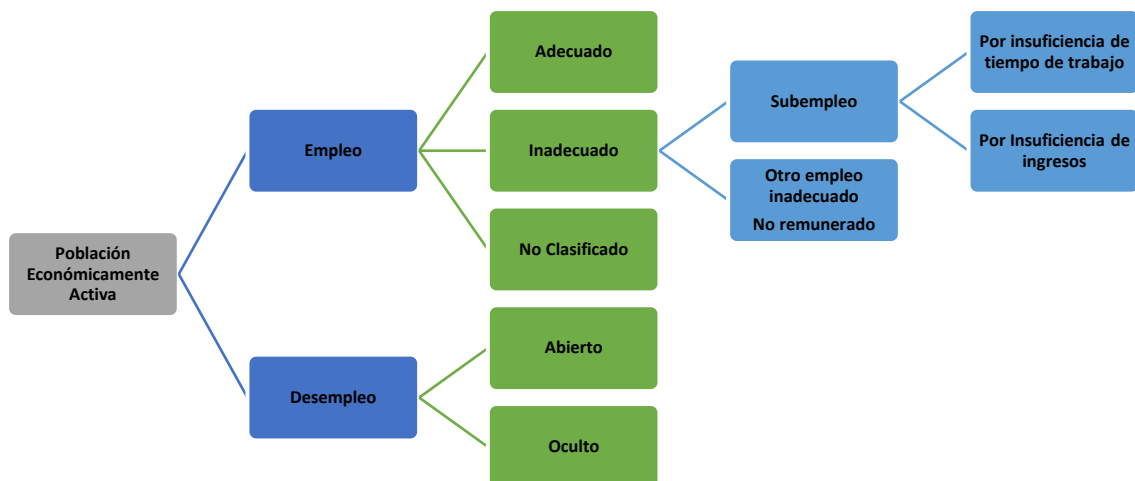 Población
Económicamente
Activa
Empleo
Desempleo
Adecuado
Inadecuado
No Clasificado
Abierto
Oculto
Subempleo
Otro empleo
inadecuado
No remunerado
Por insuficiencia de
tiempo de trabajo
Por Insuficiencia de
ingresos